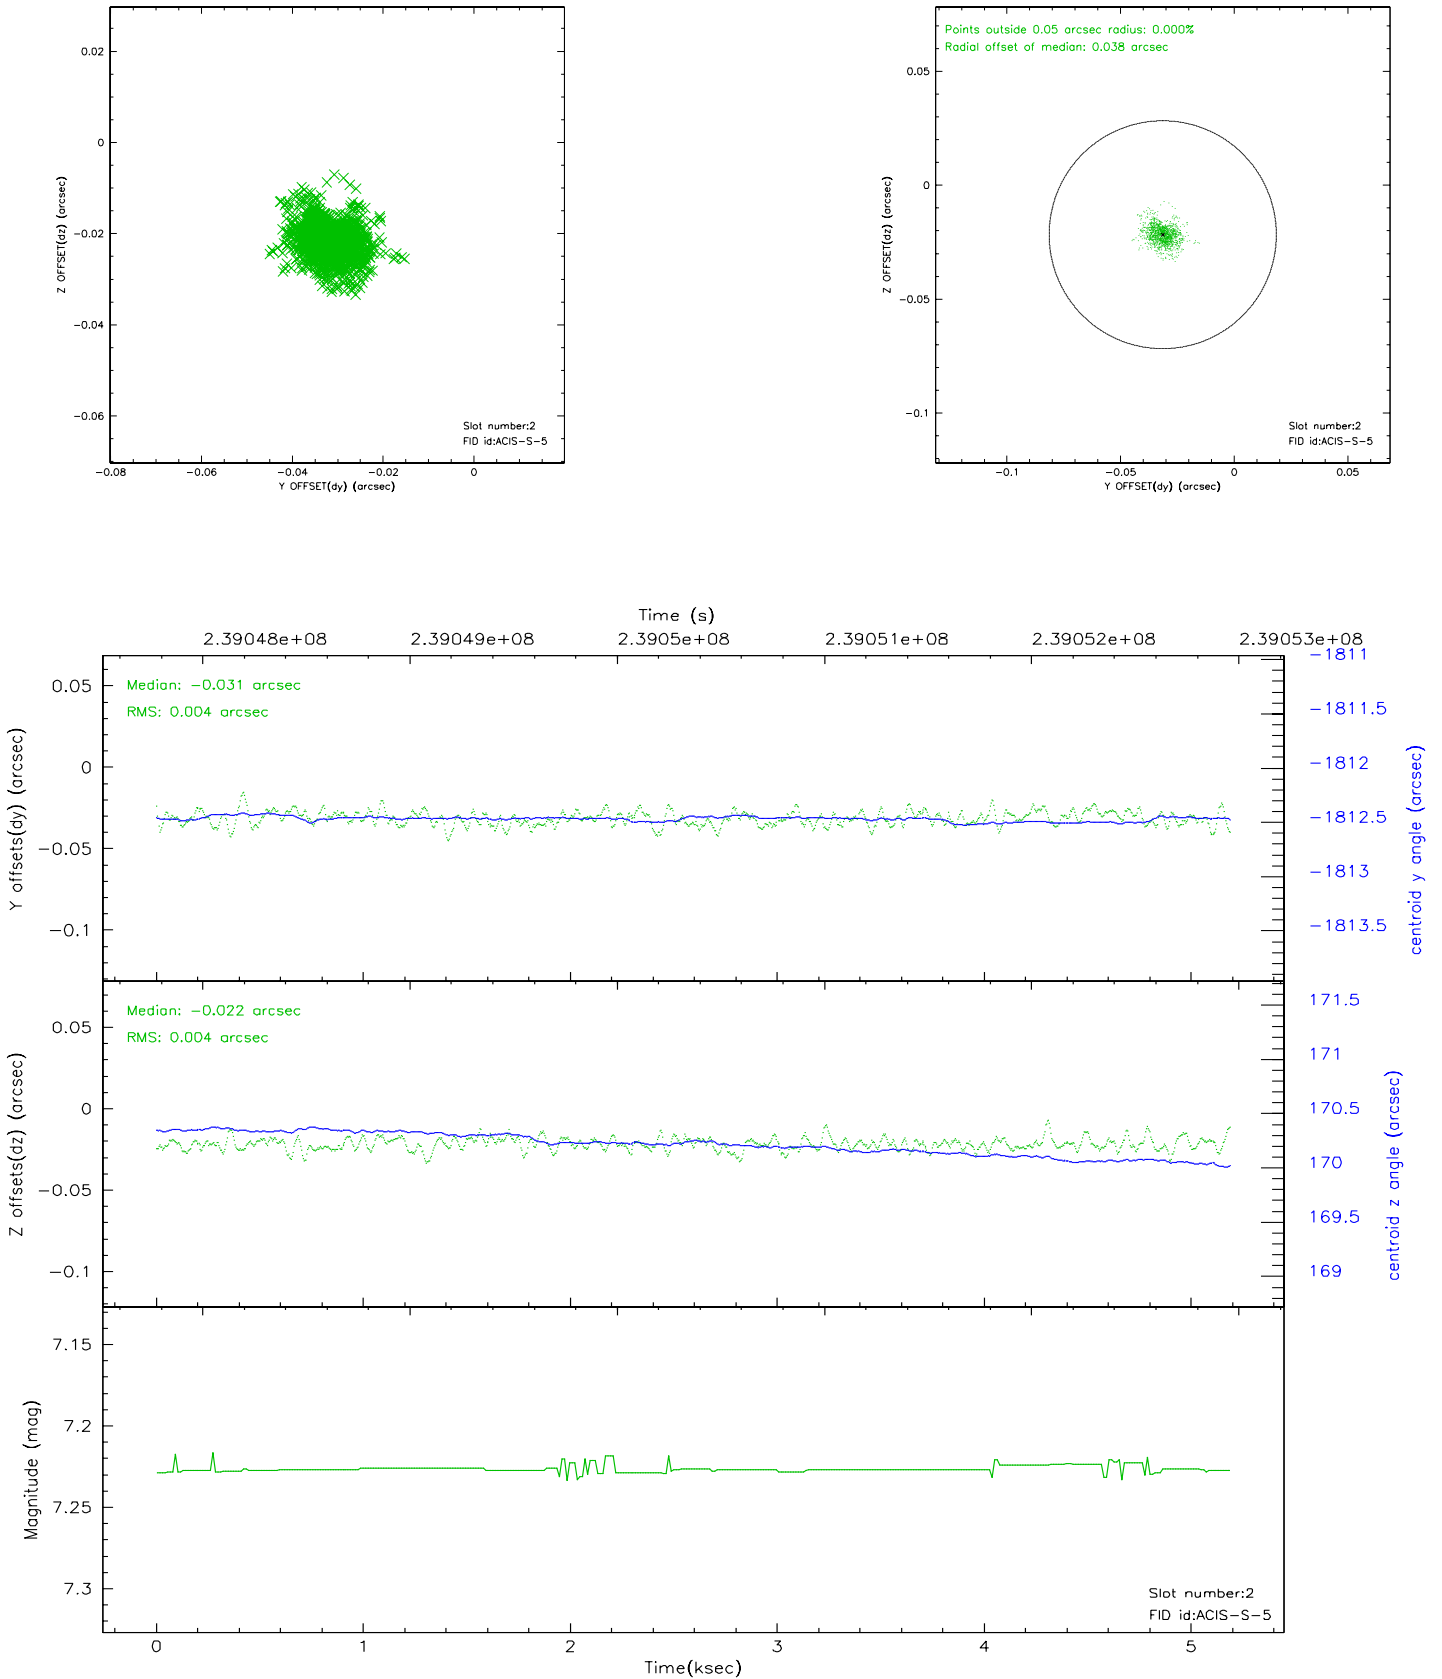 0.02
0
-0.02
-0.04
-0.06
Z OFFSET(dz) (arcsec)
Slot number:2
FID id:ACIS-S-5
-0.08 -0.06 -0.04 -0.02 0
Y OFFSET(dy) (arcsec)
Points outside 0.05 arcsec radius: 0.000%
Radial offset of median: 0.038 arcsec
0.05
0
-0.05
-0.1
Z OFFSET(dz) (arcsec)
Slot number:2
FID id:ACIS-S-5
-0.1 -0.05 0 0.05
Y OFFSET(dy) (arcsec)
Time (s)
2.39048e+08 2.39049e+08 2.3905e+08 2.39051e+08 2.39052e+08 2.39053e+08
Median: -0.031 arcsec
RMS: 0.004 arcsec
0.05
0
-0.05
-0.1
Y offsets(dy) (arcsec)
-1811
-1811.5
-1812
-1812.5
-1813
-1813.5
centroid y angle (arcsec)
Median: -0.022 arcsec
RMS: 0.004 arcsec
0.05
0
-0.05
-0.1
Z offsets(dz) (arcsec)
171.5
171
170.5
170
169.5
169
centroid z angle (arcsec)
7.15
7.2
7.25
7.3
Magnitude (mag)
Slot number:2
FID id:ACIS-S-5
0 1 2 3 4 5
Time(ksec)